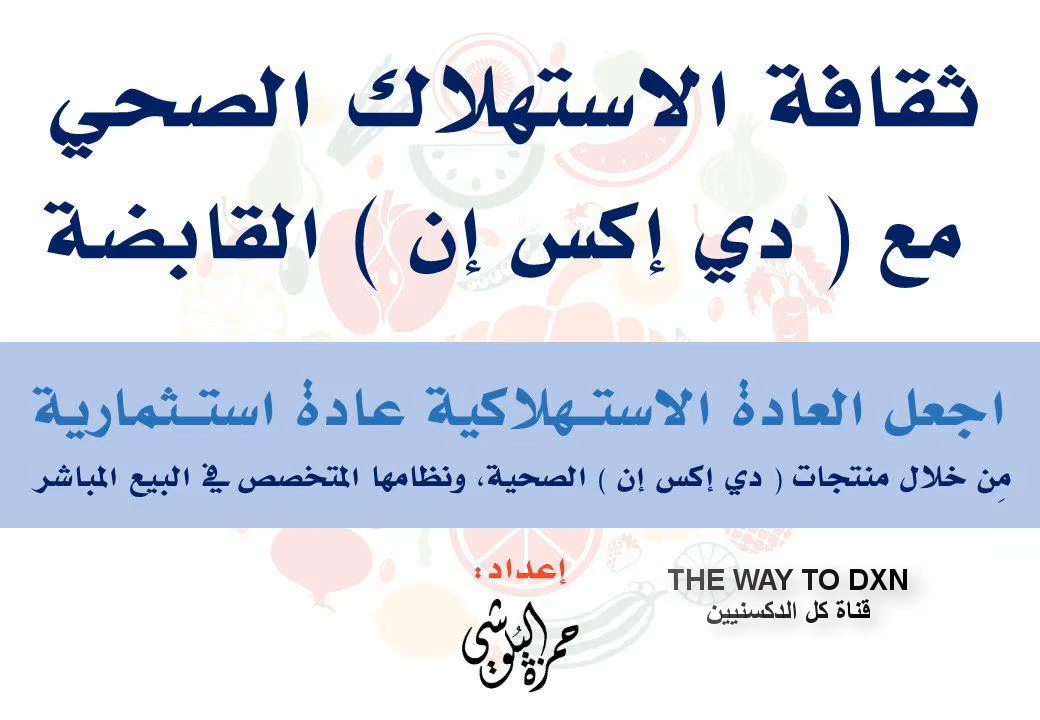 ثقافة الاستهلاك الصحي
مع ( دي إكس إن ) القابضة
اجعل العادة الاستهلاكية عادة استثمارية
مِن خلال منتجات ( دي إكس إن ) الصحية، ونظامها المتخصص في البيع المباشر
إعداد:
حمزة البلوشي
THE WAY TO DXN
قناة كل الدكسنيين